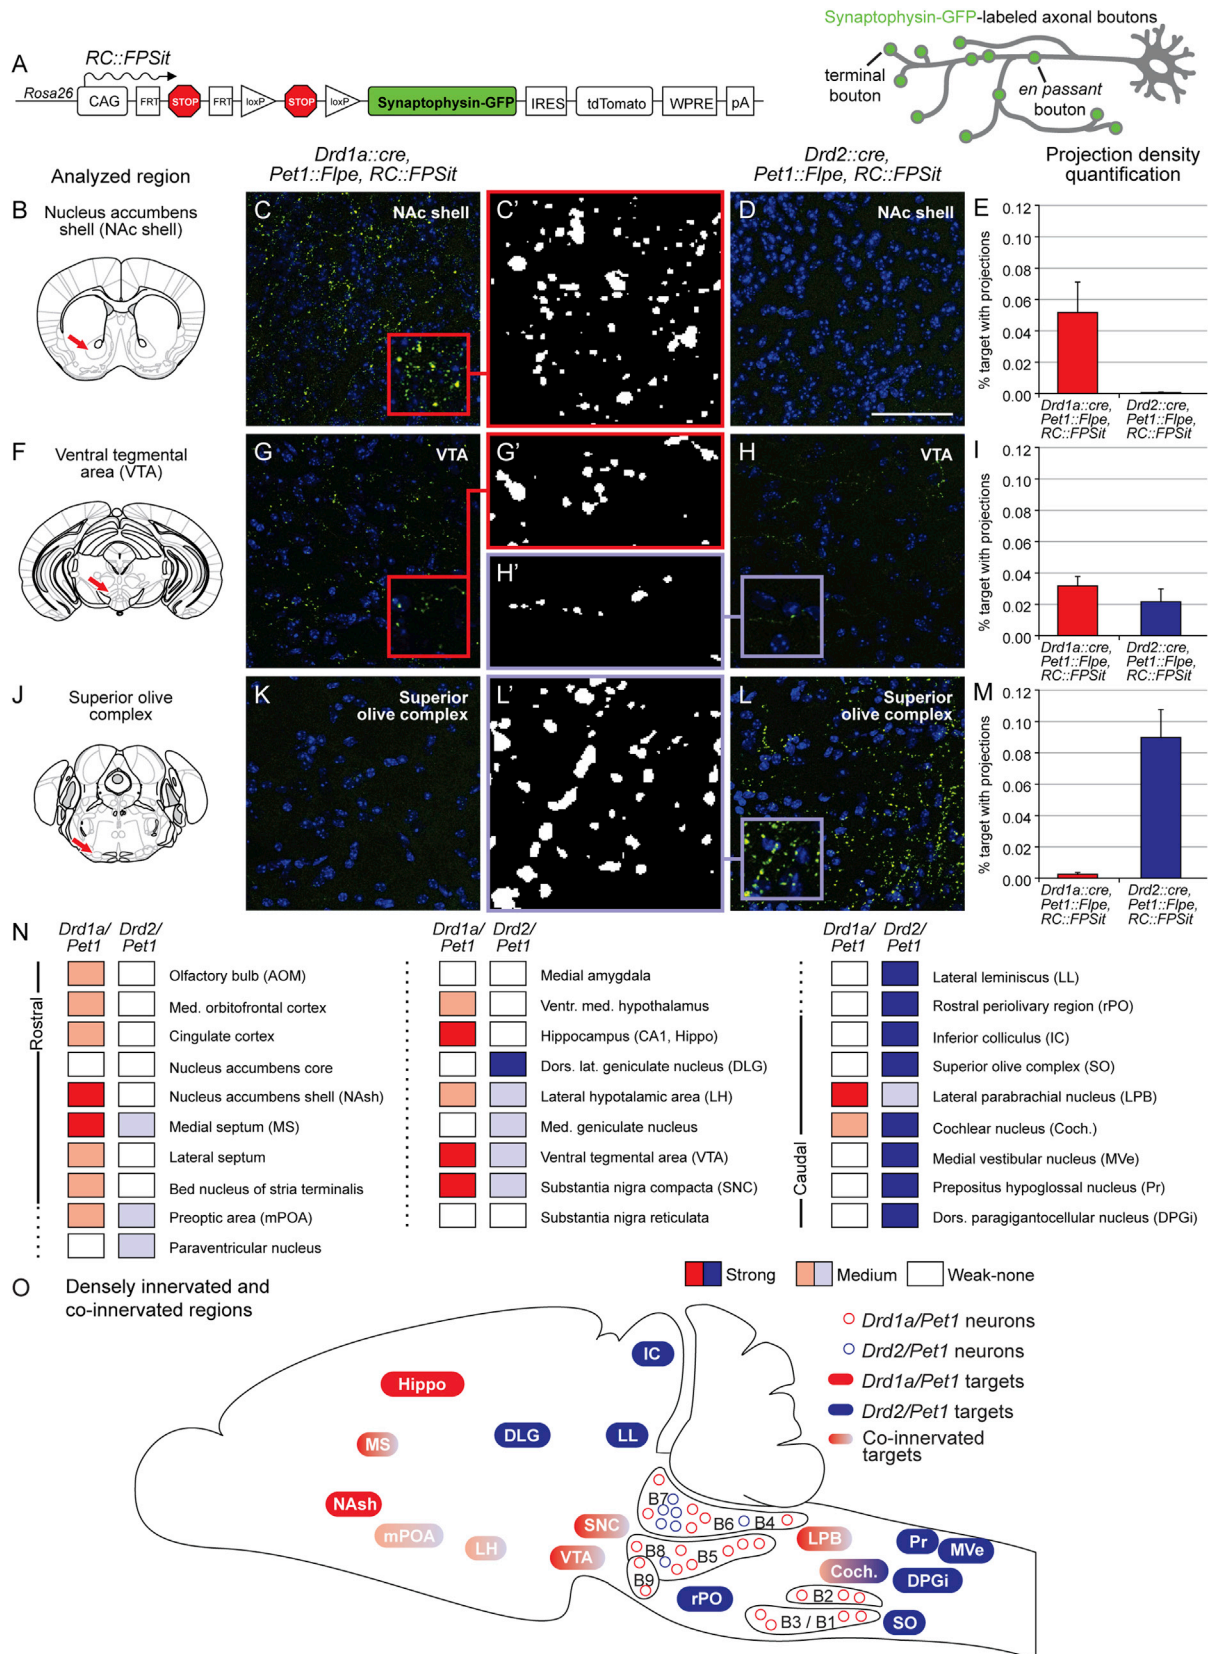 Synaptophysin-GFP-labeled axonal boutons
terminal
bouton
en passant
bouton
A
RC::FPSit
Rosa26
CAG
FRT
STOP
FRT
loxP
STOP
loxP
Synaptophysin-GFP
IRES
tdTomato
WPRE
pA
Analyzed region
Drd1a::cre,
Pet1::Flpe, RC::FPSit
Drd2::cre,
Pet1::Flpe, RC::FPSit
Projection density
quantification
B
Nucleus accumbens
shell (NAc shell)
C
NAc shell
C'
D
NAc shell
E
% target with projections
0.12
0.10
0.08
0.06
0.04
0.02
0.00
Drd1a::cre,
Pet1::Flpe,
RC::FPSit
Drd2::cre,
Pet1::Flpe,
RC::FPSit
F
Ventral tegmental
area (VTA)
G
VTA
G'
H'
H
VTA
I
% target with projections
0.12
0.10
0.08
0.06
0.04
0.02
0.00
Drd1a::cre,
Pet1::Flpe,
RC::FPSit
Drd2::cre,
Pet1::Flpe,
RC::FPSit
J
Superior olive
complex
K
Superior
olive complex
L'
L
Superior
olive complex
M
% target with projections
0.12
0.10
0.08
0.06
0.04
0.02
0.00
Drd1a::cre,
Pet1::Flpe,
RC::FPSit
Drd2::cre,
Pet1::Flpe,
RC::FPSit
N
Drd1a/
Pet1
Drd2/
Pet1
Rostral
Olfactory bulb (AOM)
Med. orbitofrontal cortex
Cingulate cortex
Nucleus accumbens core
Nucleus accumbens shell (NAsh)
Medial septum (MS)
Lateral septum
Bed nucleus of stria terminalis
Preoptic area (mPOA)
Paraventricular nucleus
Drd1a/
Pet1
Drd2/
Pet1
Medial amygdala
Ventr. med. hypothalamus
Hippocampus (CA1, Hippo)
Dors. lat. geniculate nucleus (DLG)
Lateral hypotalamic area (LH)
Med. geniculate nucleus
Ventral tegmental area (VTA)
Substantia nigra compacta (SNC)
Substantia nigra reticulata
Drd1a/
Pet1
Drd2/
Pet1
Caudal
Lateral leminiscus (LL)
Rostral periolivary region (rPO)
Inferior colliculus (IC)
Superior olive complex (SO)
Lateral parabrachial nucleus (LPB)
Cochlear nucleus (Coch.)
Medial vestibular nucleus (MVe)
Prepositus hypoglossal nucleus (Pr)
Dors. paragigantocellular nucleus (DPGi)
Strong
Medium
Weak-none
O
Densely innervated and
co-innervated regions
Drd1a/Pet1 neurons
Drd2/Pet1 neurons
Drd1a/Pet1 targets
Drd2/Pet1 targets
Co-innervated
targets
IC
Hippo
MS
DLG
LL
NAsh
mPOA
LH
SNC
VTA
B7
B6
B4
B8
B5
B9
LPB
Pr
MVe
Coch.
DPGi
rPO
B2
B3 / B1
SO